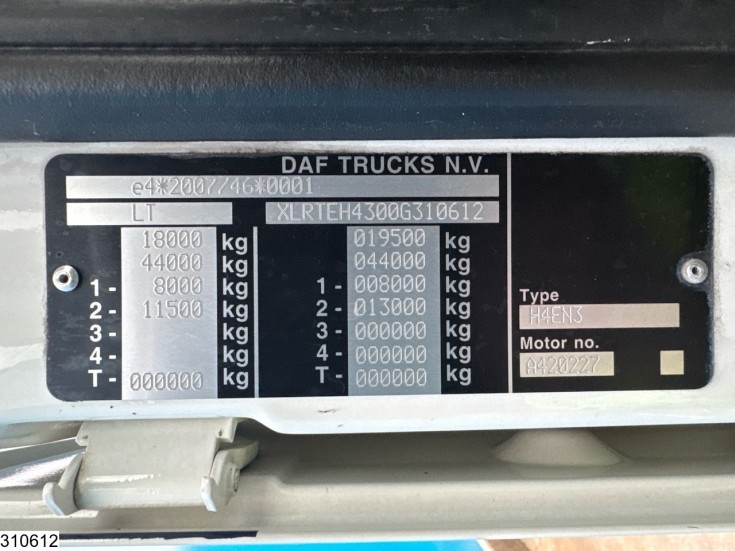 DAF TRUCKS N.V.
e4*2007/46*0001
LT XLRTEH4300G310612
18000 kg 019500 kg
44000 kg 044000 kg
1- 8000 kg 1- 008000 kg
2- 11500 kg 2- 013000 kg
3- kg 3- 000000 kg
4- kg 4- 000000 kg
T- 000000 kg T- 000000 kg
Type
H4EN3
Motor no.
A420227
310612